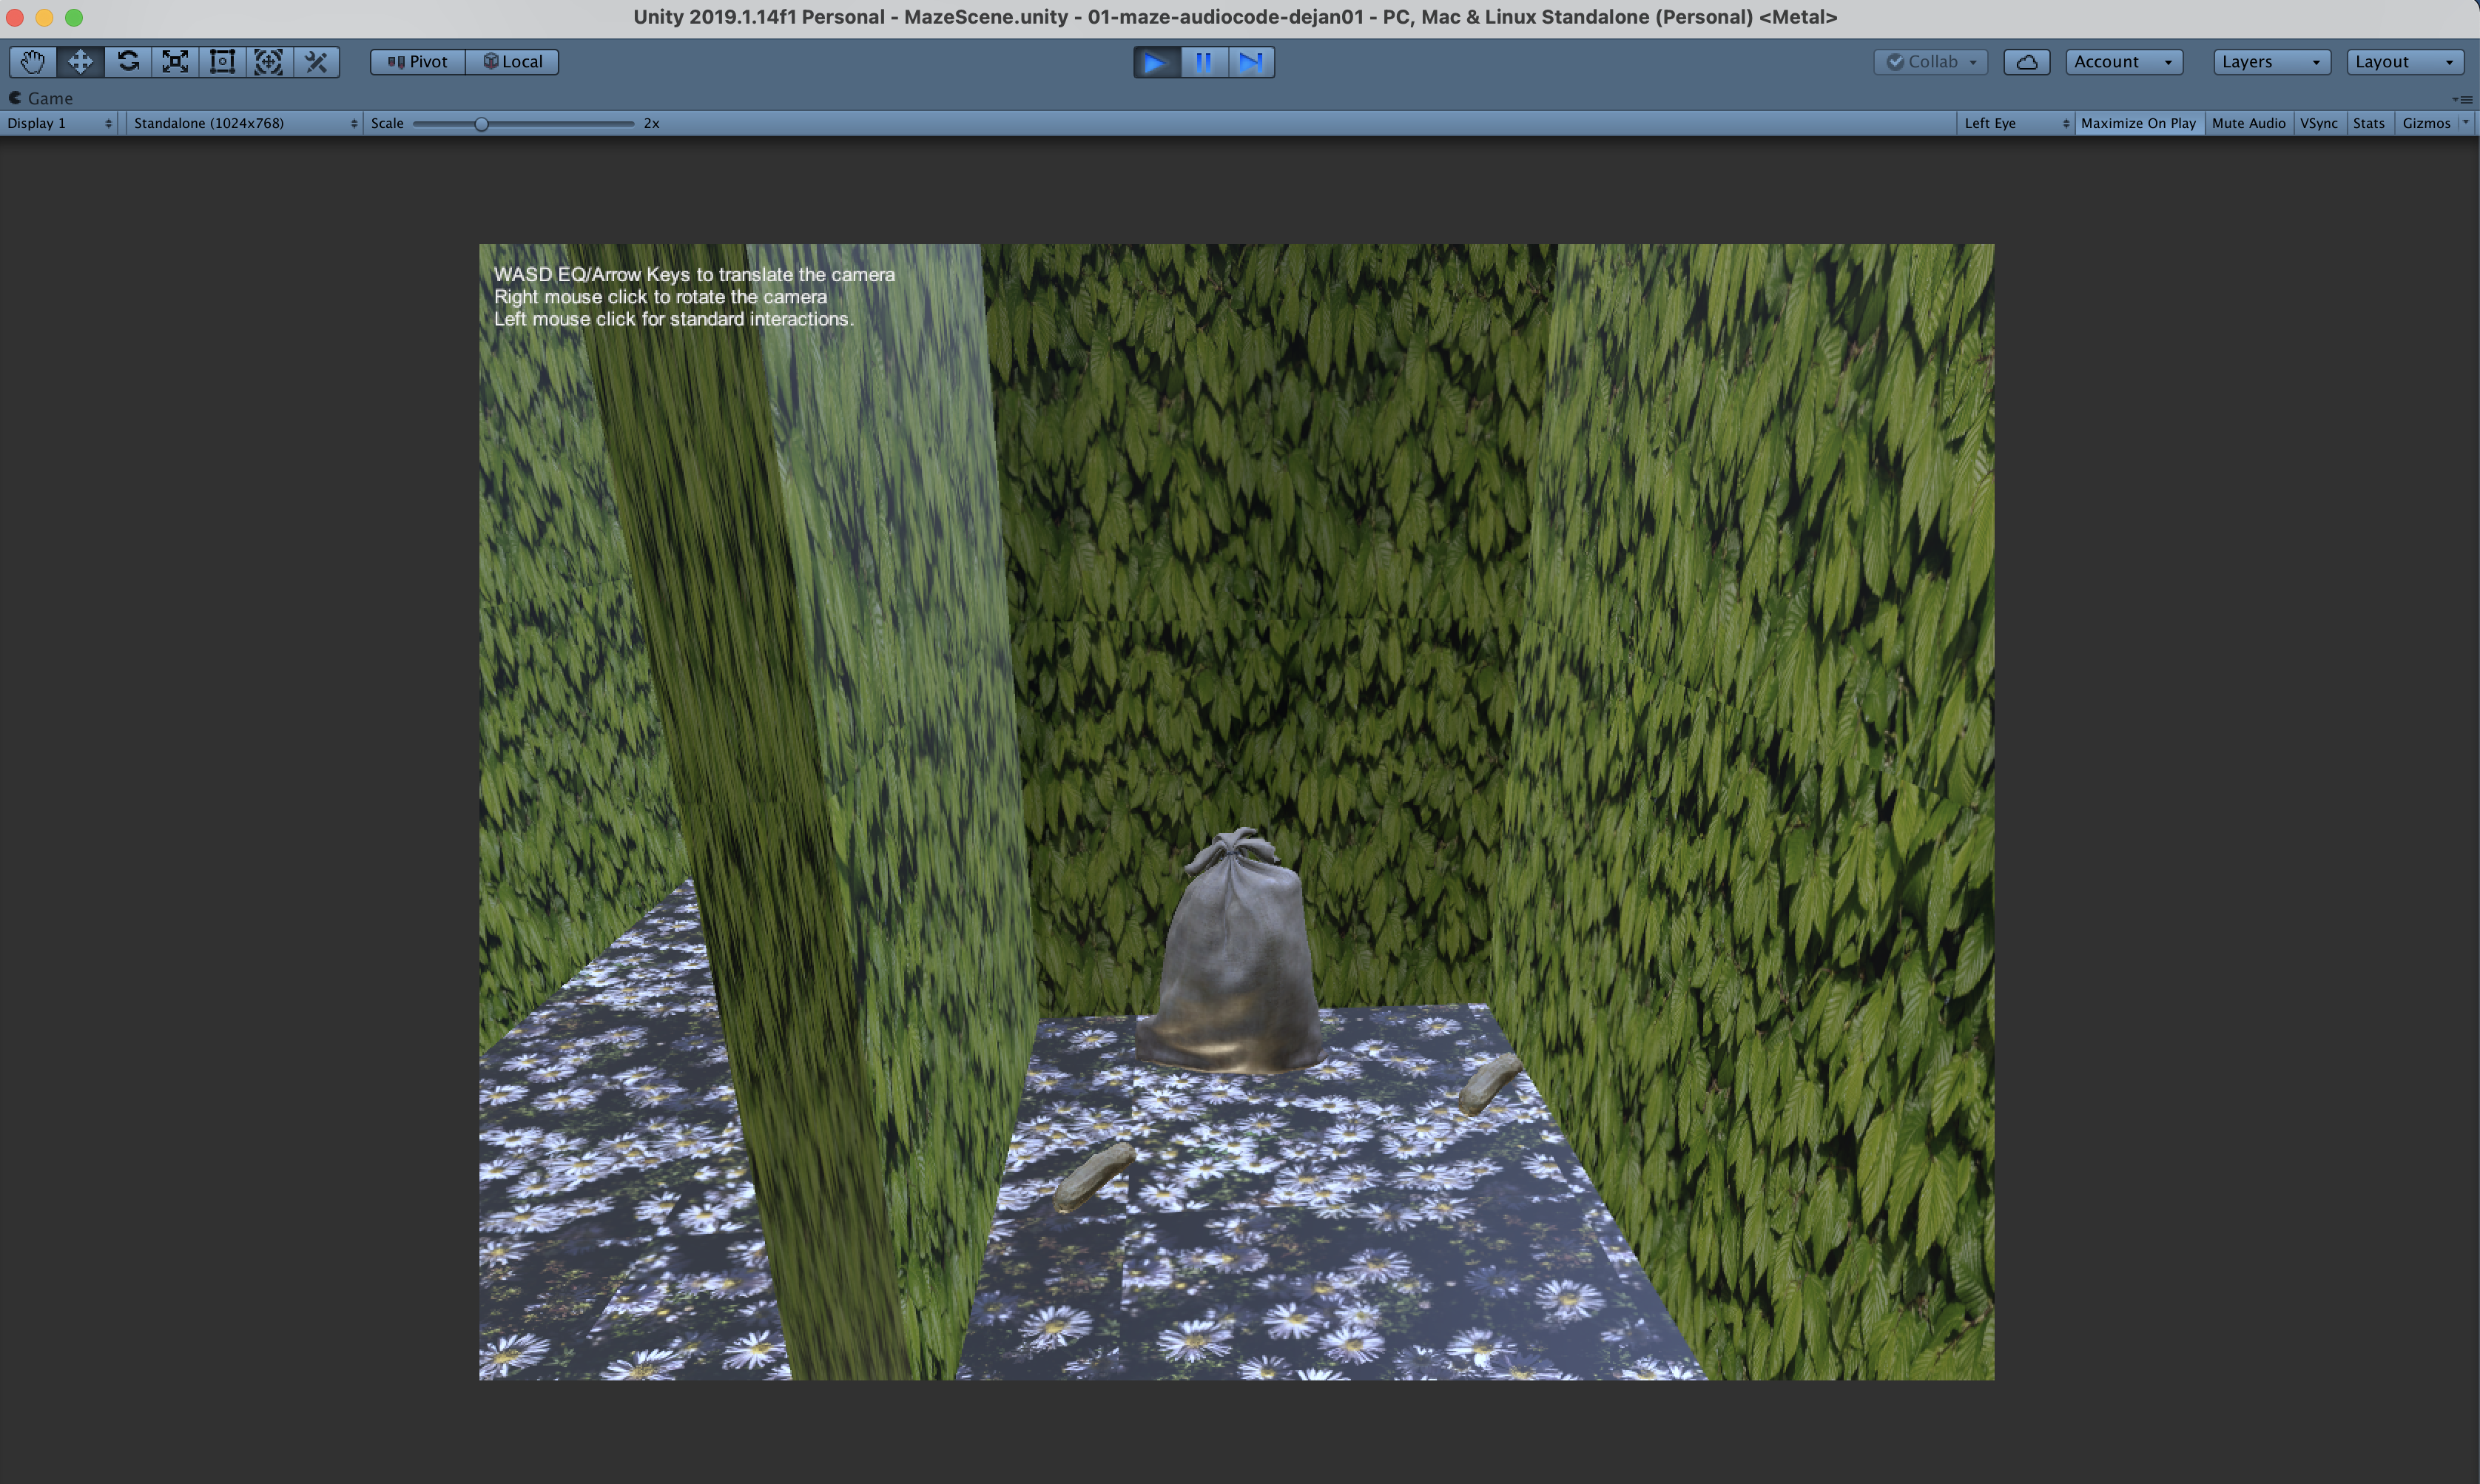 Unity 2019.1.14f1 Personal - MazeScene.unity - 01-maze-audiocode-dejan01 - PC, Mac & Linux Standalone (Personal) <Metal>
Pivot Local Collab Account Layers Layout
Game
Display 1 Standalone (1024x768) Scale 2x Left Eye Maximize On Play Mute Audio VSync Stats Gizmos
WASD EQ/Arrow Keys to translate the camera
Right mouse click to rotate the camera
Left mouse click for standard interactions.